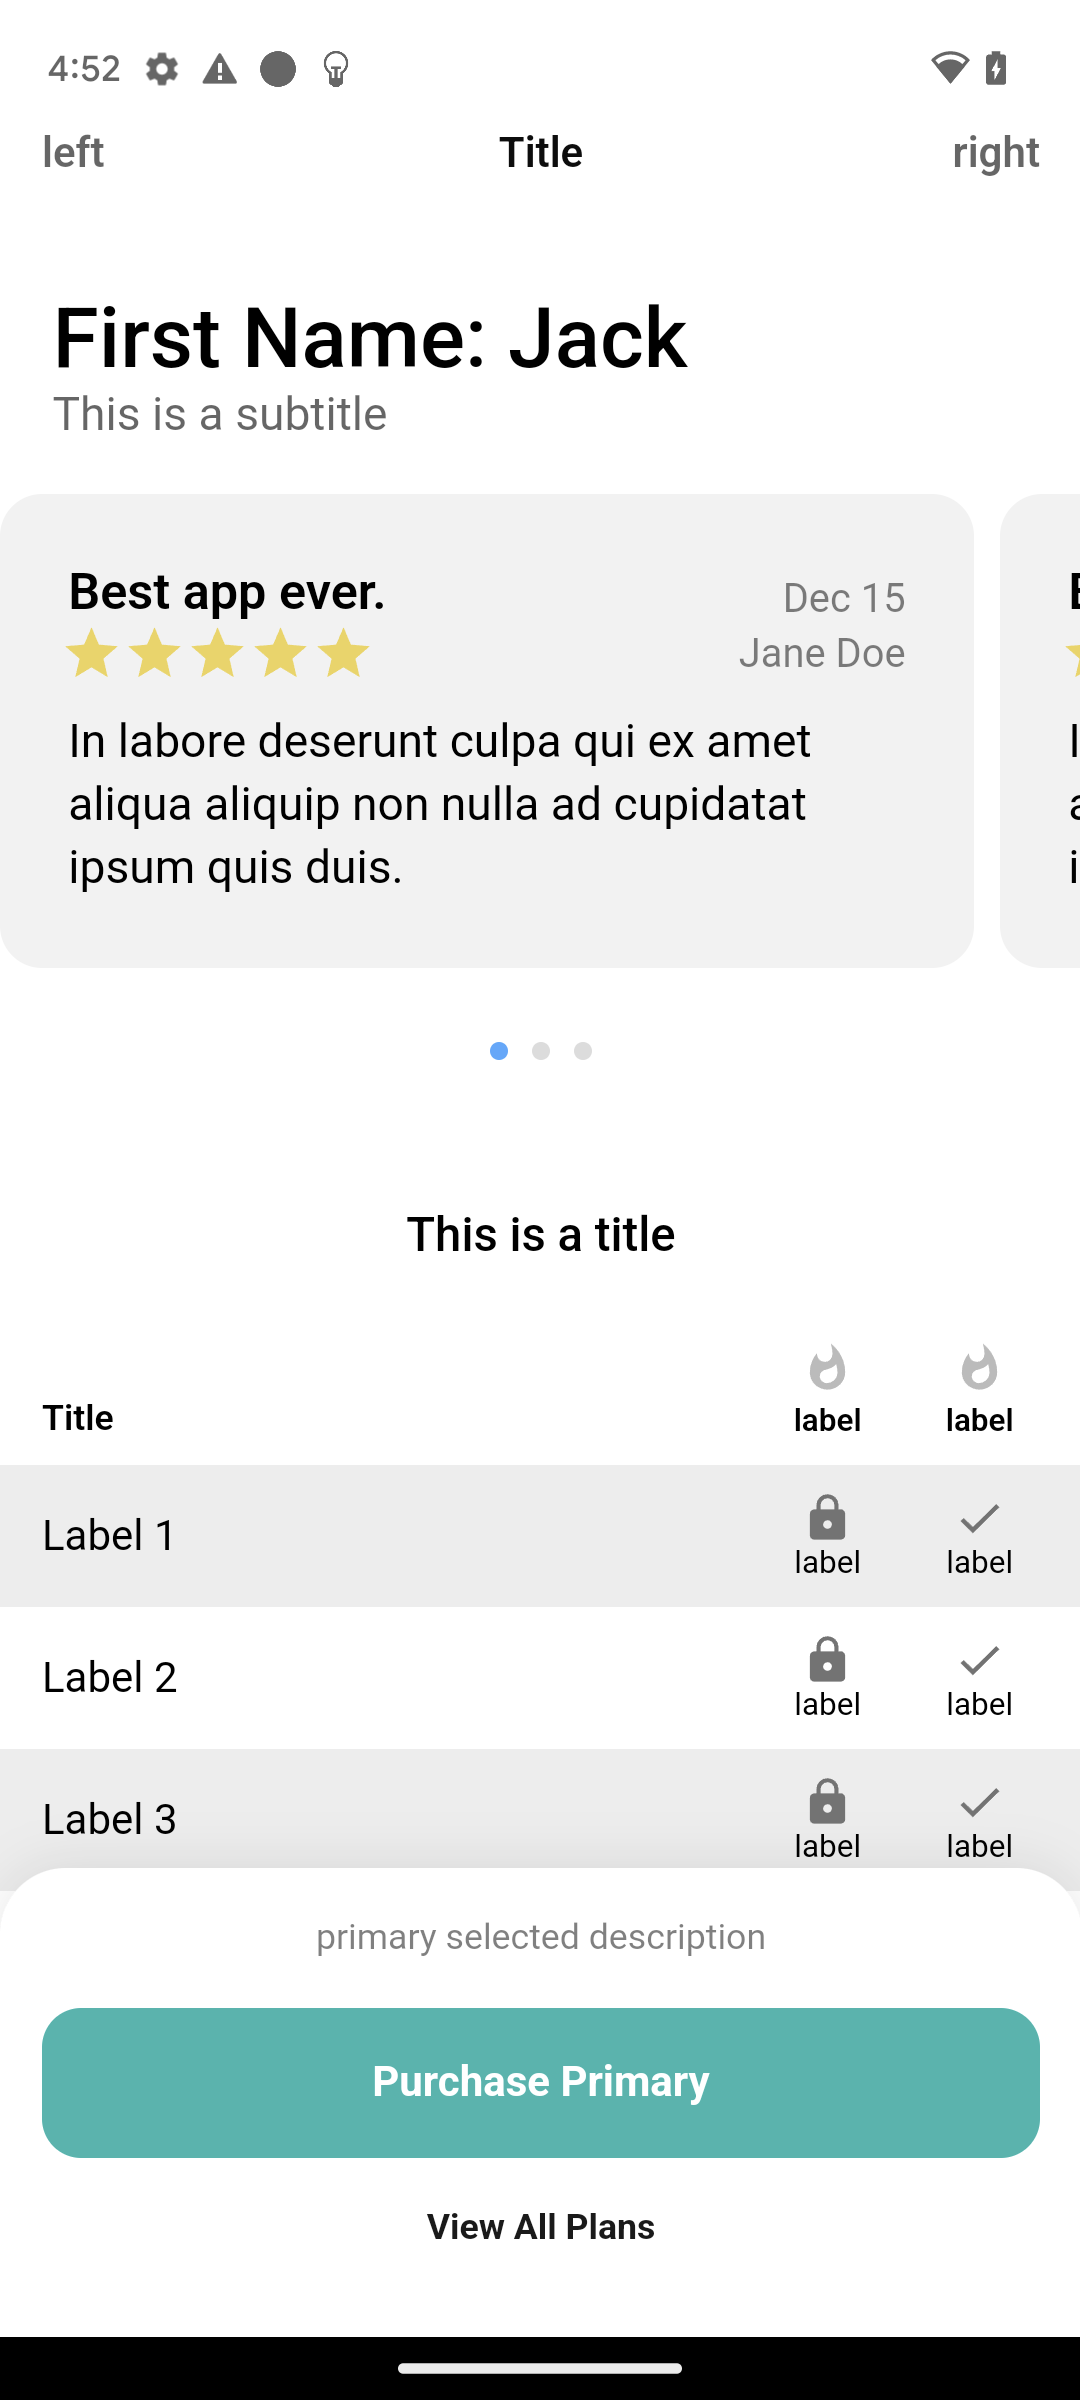 4:52
left Title right
First Name: Jack
This is a subtitle
Best app ever.
Dec 15
Jane Doe
In labore deserunt culpa qui ex amet
aliqua aliquip non nulla ad cupidatat
ipsum quis duis.
This is a title
Title label label
Label 1 label label
Label 2 label label
Label 3 label label
primary selected description
Purchase Primary
View All Plans